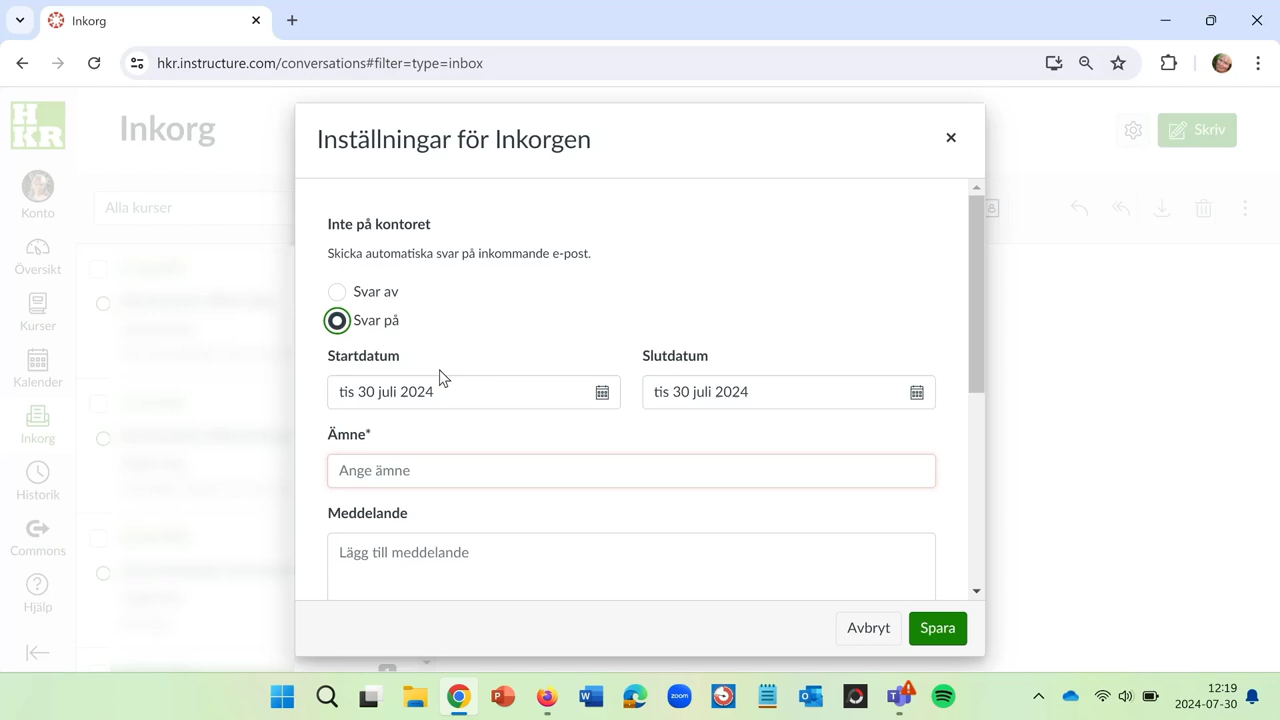 Inkorg
hkr.instructure.com/conversations#filter=type=inbox
HKR
Inkorg
Inställningar för Inkorgen
Skriv
Konto
Alla kurser
Inte på kontoret
Skicka automatiska svar på inkommande e-post.
Översikt
Svar av
Kurser
Svar på
Startdatum
Slutdatum
Kalender
tis 30 juli 2024
tis 30 juli 2024
Inkorg
Ämne*
Ange ämne
Historik
Meddelande
Commons
Lägg till meddelande
Hjälp
Avbryt
Spara
zoom
12:19
2024-07-30